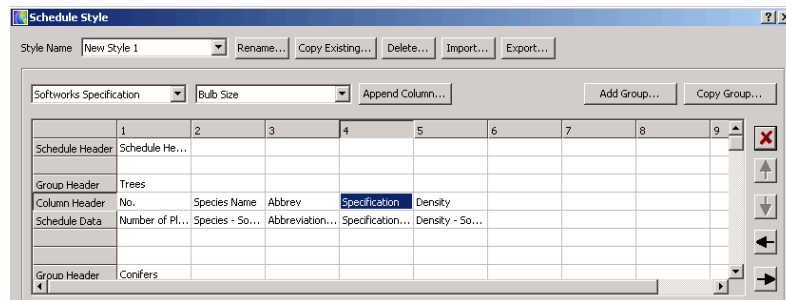 Schedule Style
Style Name New Style 1 Rename... Copy Existing... Delete... Import... Export...
Softworks Specification Bulb Size Append Column... Add Group... Copy Group...
1 2 3 4 5 6 7 8 9
Schedule Header Schedule He...
Group Header Trees
Column Header No. Species Name Abbrev Specification Density
Schedule Data Number of Pl... Species - So... Abbreviation... Specification... Density - So...
Group Header Conifers